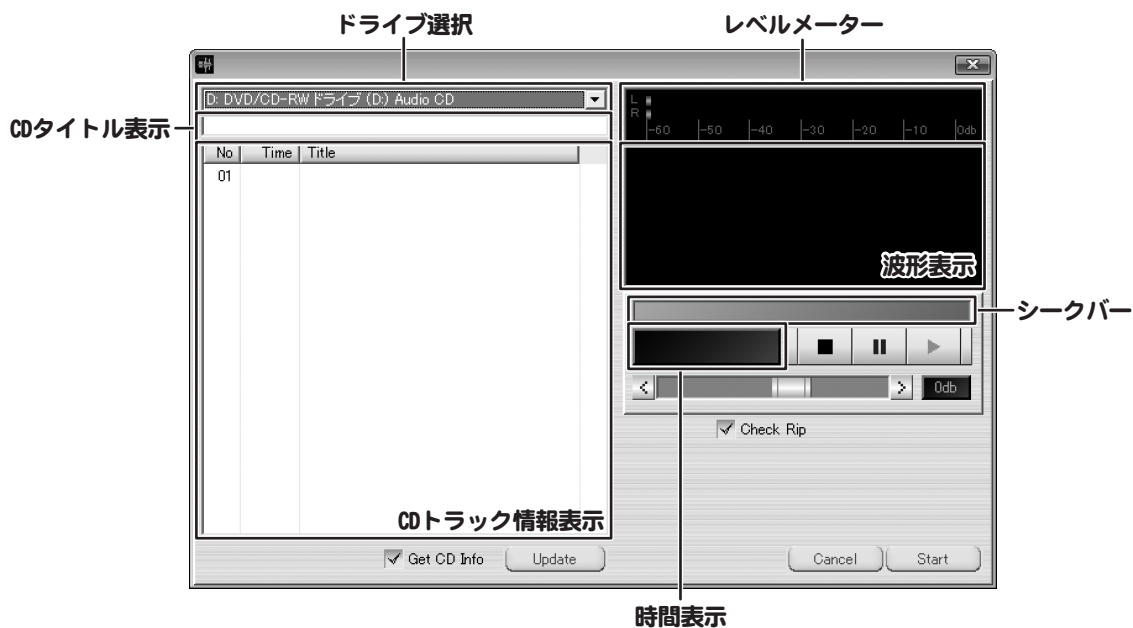 ドライブ選択
レベルメーター
D: DVD/CD-RW ドライブ (D:) Audio CD
CDタイトル表示
L
R
-60 -50 -40 -30 -20 -10 0db
No Time Title
01
波形表示
シークバー
0db
Check Rip
CDトラック情報表示
Get CD Info Update
Cancel Start
時間表示